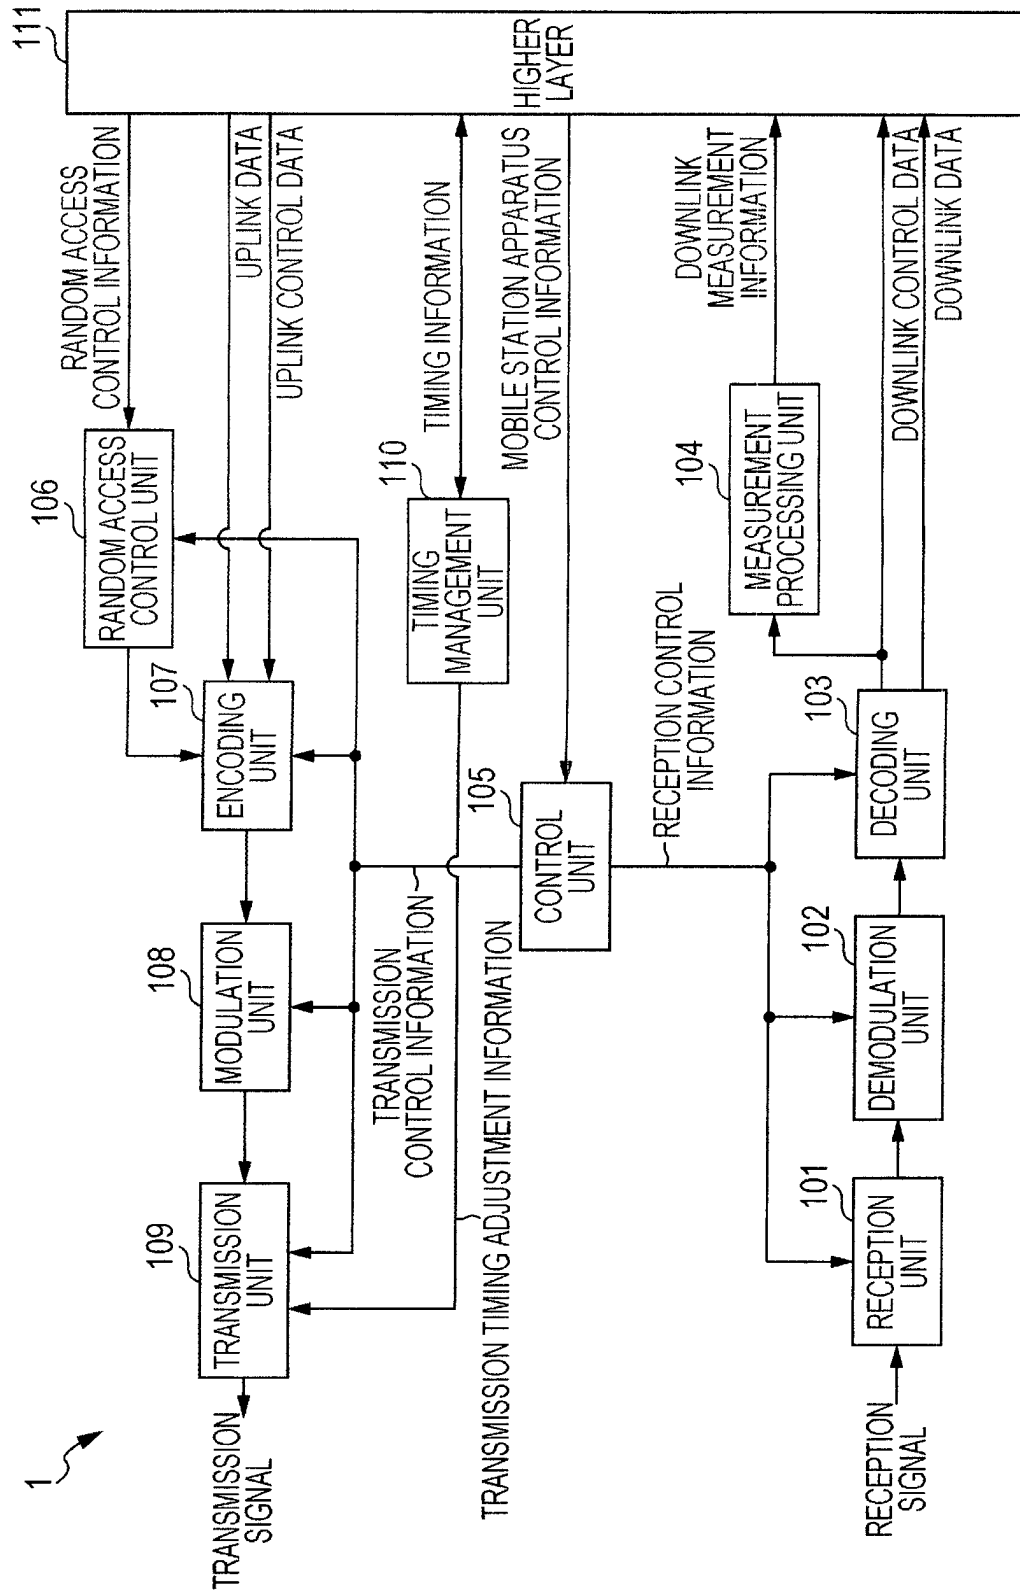 1
111
HIGHER
LAYER
RANDOM ACCESS
CONTROL INFORMATION
UPLINK DATA
UPLINK CONTROL DATA
TIMING INFORMATION
MOBILE STATION APPARATUS
CONTROL INFORMATION
DOWNLINK
MEASUREMENT
INFORMATION
DOWNLINK CONTROL DATA
DOWNLINK DATA
106
RANDOM ACCESS
CONTROL UNIT
107
ENCODING
UNIT
108
MODULATION
UNIT
109
TRANSMISSION
UNIT
TRANSMISSION
SIGNAL
110
TIMING
MANAGEMENT
UNIT
TRANSMISSION
CONTROL INFORMATION
TRANSMISSION TIMING ADJUSTMENT INFORMATION
105
CONTROL
UNIT
RECEPTION CONTROL
INFORMATION
104
MEASUREMENT
PROCESSING UNIT
103
DECODING
UNIT
102
DEMODULATION
UNIT
101
RECEPTION
UNIT
RECEPTION
SIGNAL